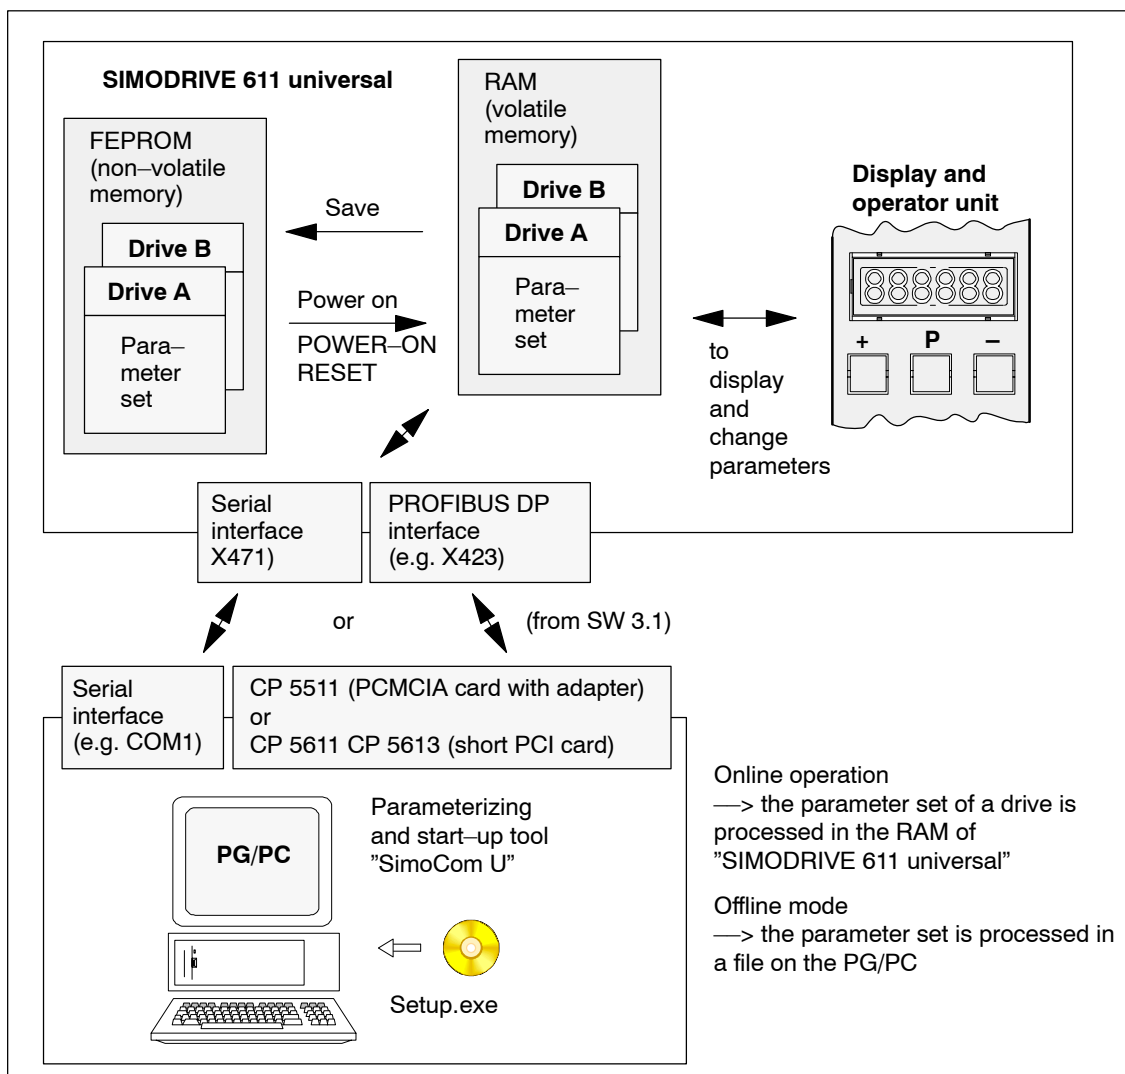 SIMODRIVE 611 universal
FEPROM
(non–volatile
memory)
Drive B
Drive A
Para–
meter
set
Save
Power on
POWER–ON
RESET
RAM
(volatile
memory)
Drive B
Drive A
Para–
meter
set
to
display
and
change
parameters
Display and
operator unit
+ P –
Serial
interface
X471)
PROFIBUS DP
interface
(e.g. X423)
or
(from SW 3.1)
Serial
interface
(e.g. COM1)
CP 5511 (PCMCIA card with adapter)
or
CP 5611 CP 5613 (short PCI card)
PG/PC
Parameterizing
and start–up tool
”SimoCom U”
Setup.exe
Online operation
––> the parameter set of a drive is
processed in the RAM of
”SIMODRIVE 611 universal”
Offline mode
––> the parameter set is processed in
a file on the PG/PC